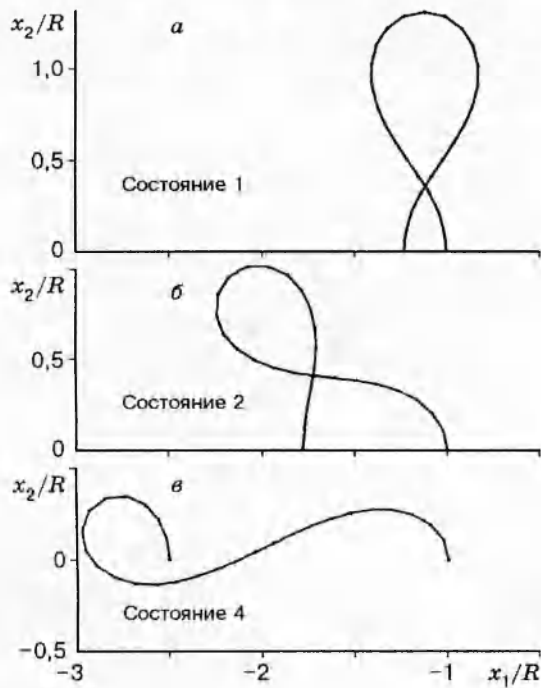 x₂/R
а
1,0
0,5
Состояние 1
0
x₂/R
б
0,5
Состояние 2
0
x₂/R
в
0
Состояние 4
−0,5
−3
−2
−1
x₁/R